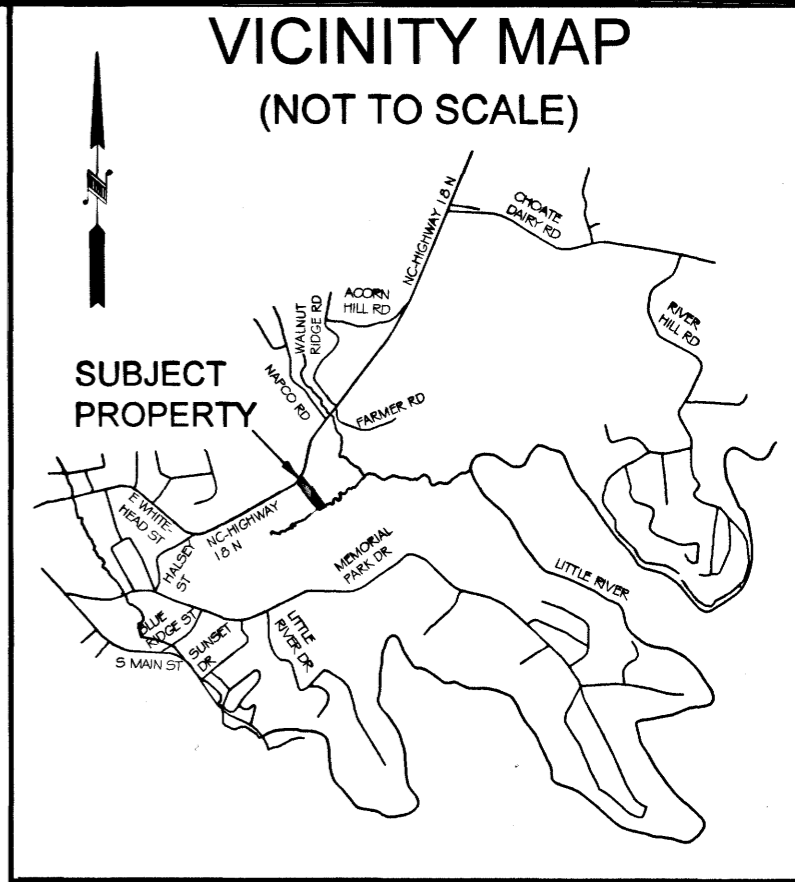 VICINITY MAP
(NOT TO SCALE)
NC-HIGHWAY 18 N
CHOATE
DAIRY RD
ACORN
HILL RD
WALNUT
RIDGE RD
RIVER
HILL RD
NAPCO RD
SUBJECT
PROPERTY
FARMER RD
E WHITE-
HEAD ST
NC-HIGHWAY
18 N
HALSEY
ST
MEMORIAL
PARK DR
LITTLE RIVER
BLUE
RIDGE ST
SUNSET
DR
LITTLE
RIVER DR
S MAIN ST